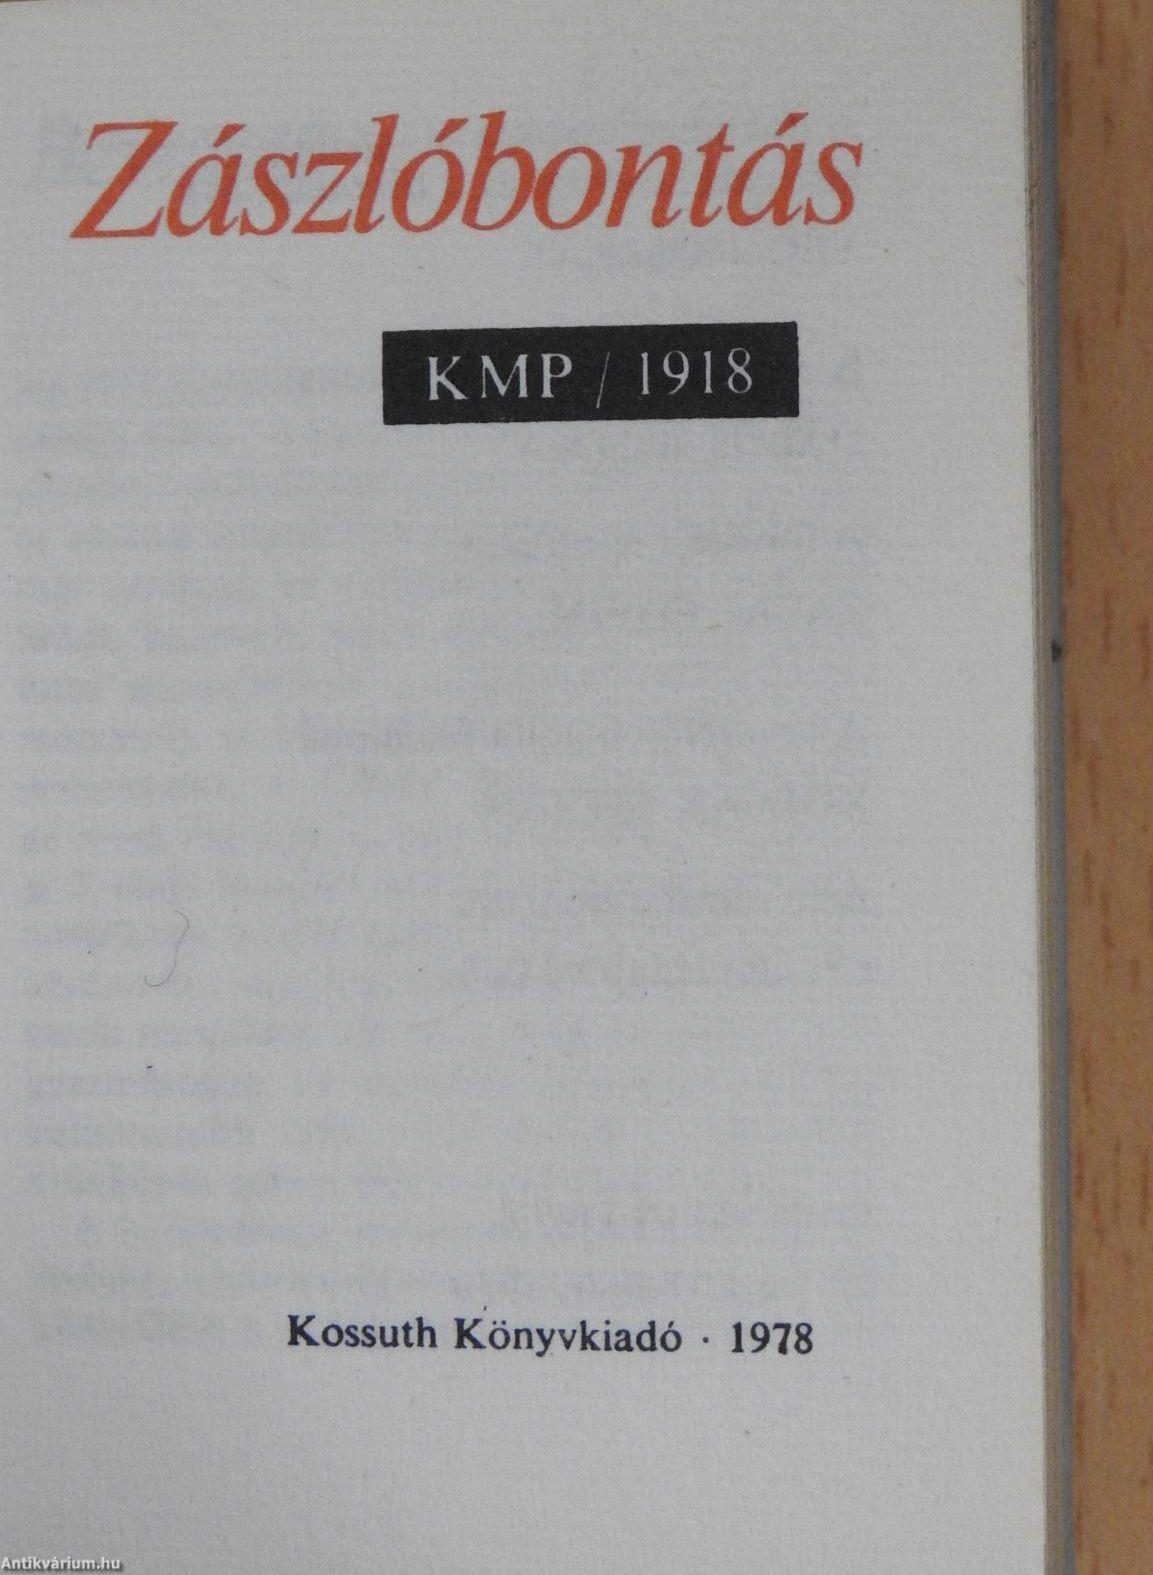 Zászlóbontás
KMP / 1918
Kossuth Könyvkiadó · 1978
Antikvárium.hu